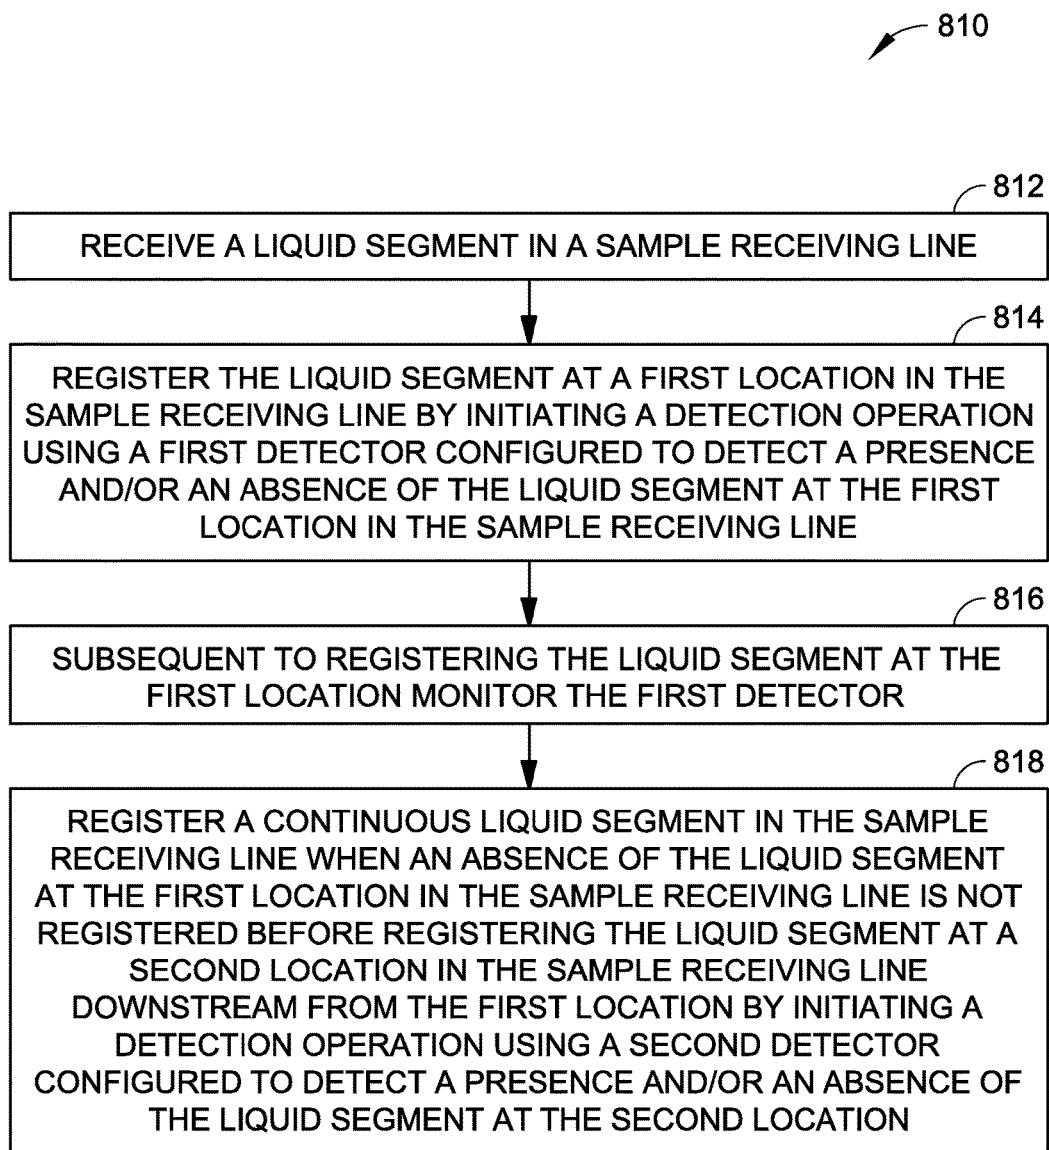 810
812
RECEIVE A LIQUID SEGMENT IN A SAMPLE RECEIVING LINE
814
REGISTER THE LIQUID SEGMENT AT A FIRST LOCATION IN THE
SAMPLE RECEIVING LINE BY INITIATING A DETECTION OPERATION
USING A FIRST DETECTOR CONFIGURED TO DETECT A PRESENCE
AND/OR AN ABSENCE OF THE LIQUID SEGMENT AT THE FIRST
LOCATION IN THE SAMPLE RECEIVING LINE
816
SUBSEQUENT TO REGISTERING THE LIQUID SEGMENT AT THE
FIRST LOCATION MONITOR THE FIRST DETECTOR
818
REGISTER A CONTINUOUS LIQUID SEGMENT IN THE SAMPLE
RECEIVING LINE WHEN AN ABSENCE OF THE LIQUID SEGMENT
AT THE FIRST LOCATION IN THE SAMPLE RECEIVING LINE IS NOT
REGISTERED BEFORE REGISTERING THE LIQUID SEGMENT AT A
SECOND LOCATION IN THE SAMPLE RECEIVING LINE
DOWNSTREAM FROM THE FIRST LOCATION BY INITIATING A
DETECTION OPERATION USING A SECOND DETECTOR
CONFIGURED TO DETECT A PRESENCE AND/OR AN ABSENCE OF
THE LIQUID SEGMENT AT THE SECOND LOCATION